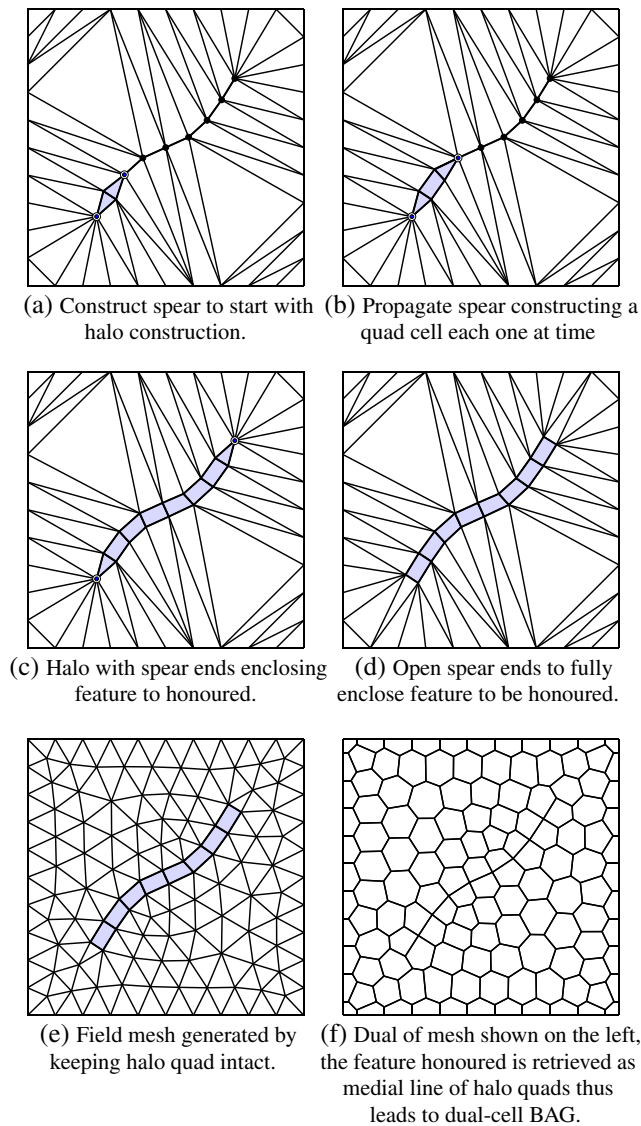 (a) Construct spear to start with
halo construction.
(b) Propagate spear constructing a
quad cell each one at time
(c) Halo with spear ends enclosing
feature to honoured.
(d) Open spear ends to fully
enclose feature to be honoured.
(e) Field mesh generated by
keeping halo quad intact.
(f) Dual of mesh shown on the left,
the feature honoured is retrieved as
medial line of halo quads thus
leads to dual-cell BAG.